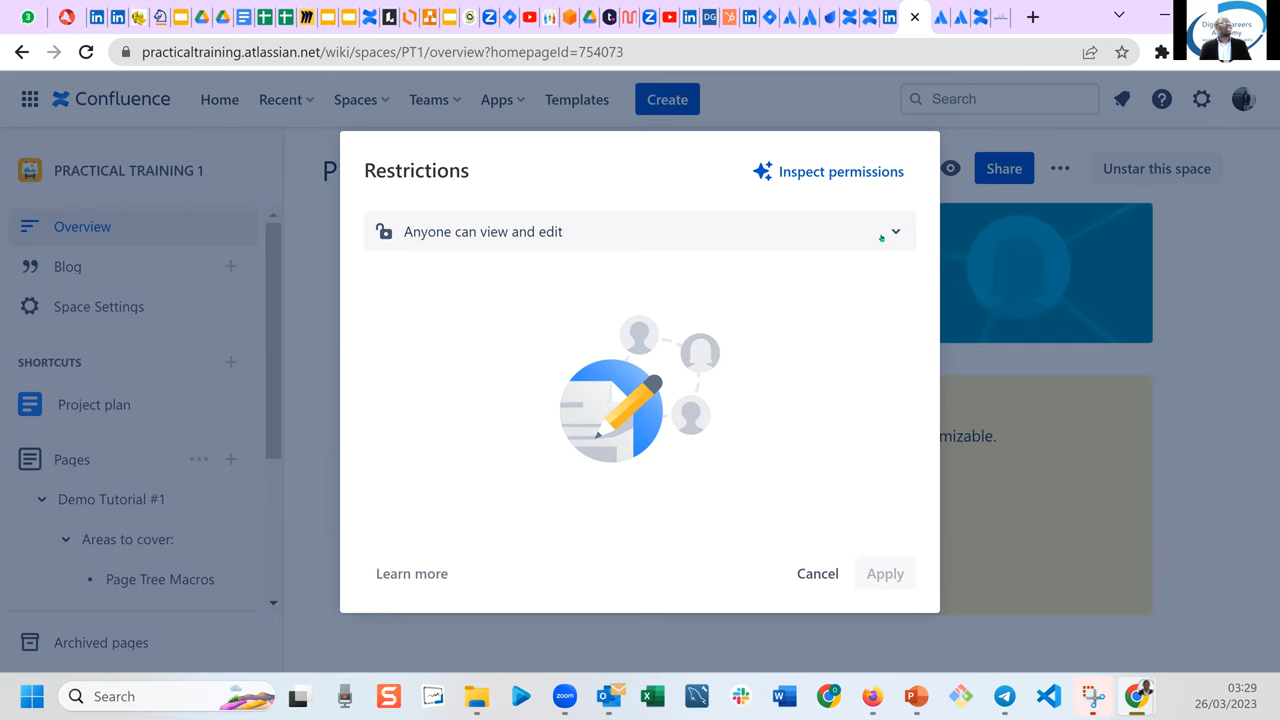 practicaltraining.atlassian.net/wiki/spaces/PT1/overview?homepageId=754073
Confluence
Home
Recent
Spaces
Teams
Apps
Templates
Create
Search
PRACTICAL TRAINING 1
Share
Unstar this space
Restrictions
Inspect permissions
Anyone can view and edit
Overview
Blog
Space Settings
SHORTCUTS
Project plan
Pages
Demo Tutorial #1
Areas to cover:
Page Tree Macros
Archived pages
mizable.
Learn more
Cancel
Apply
Search
03:29
26/03/2023